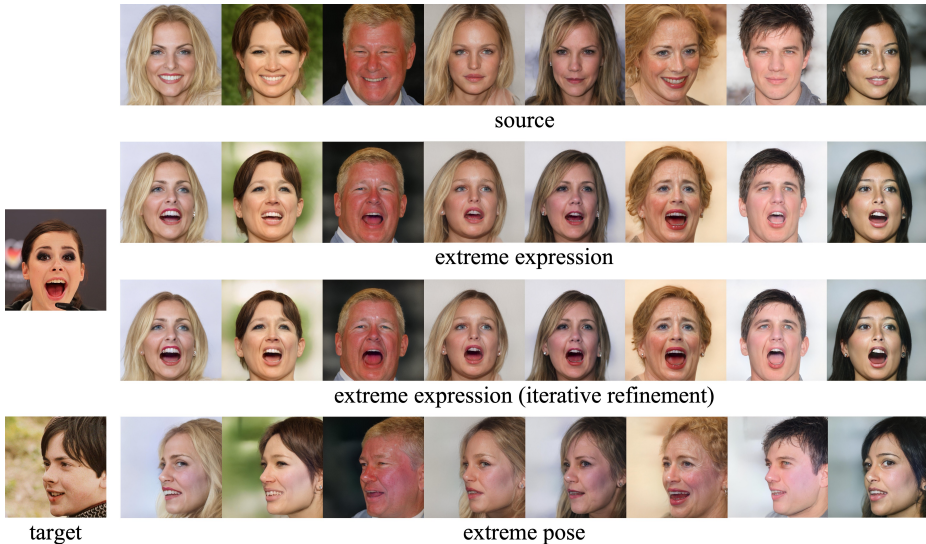 source
extreme expression
extreme expression (iterative refinement)
target
extreme pose